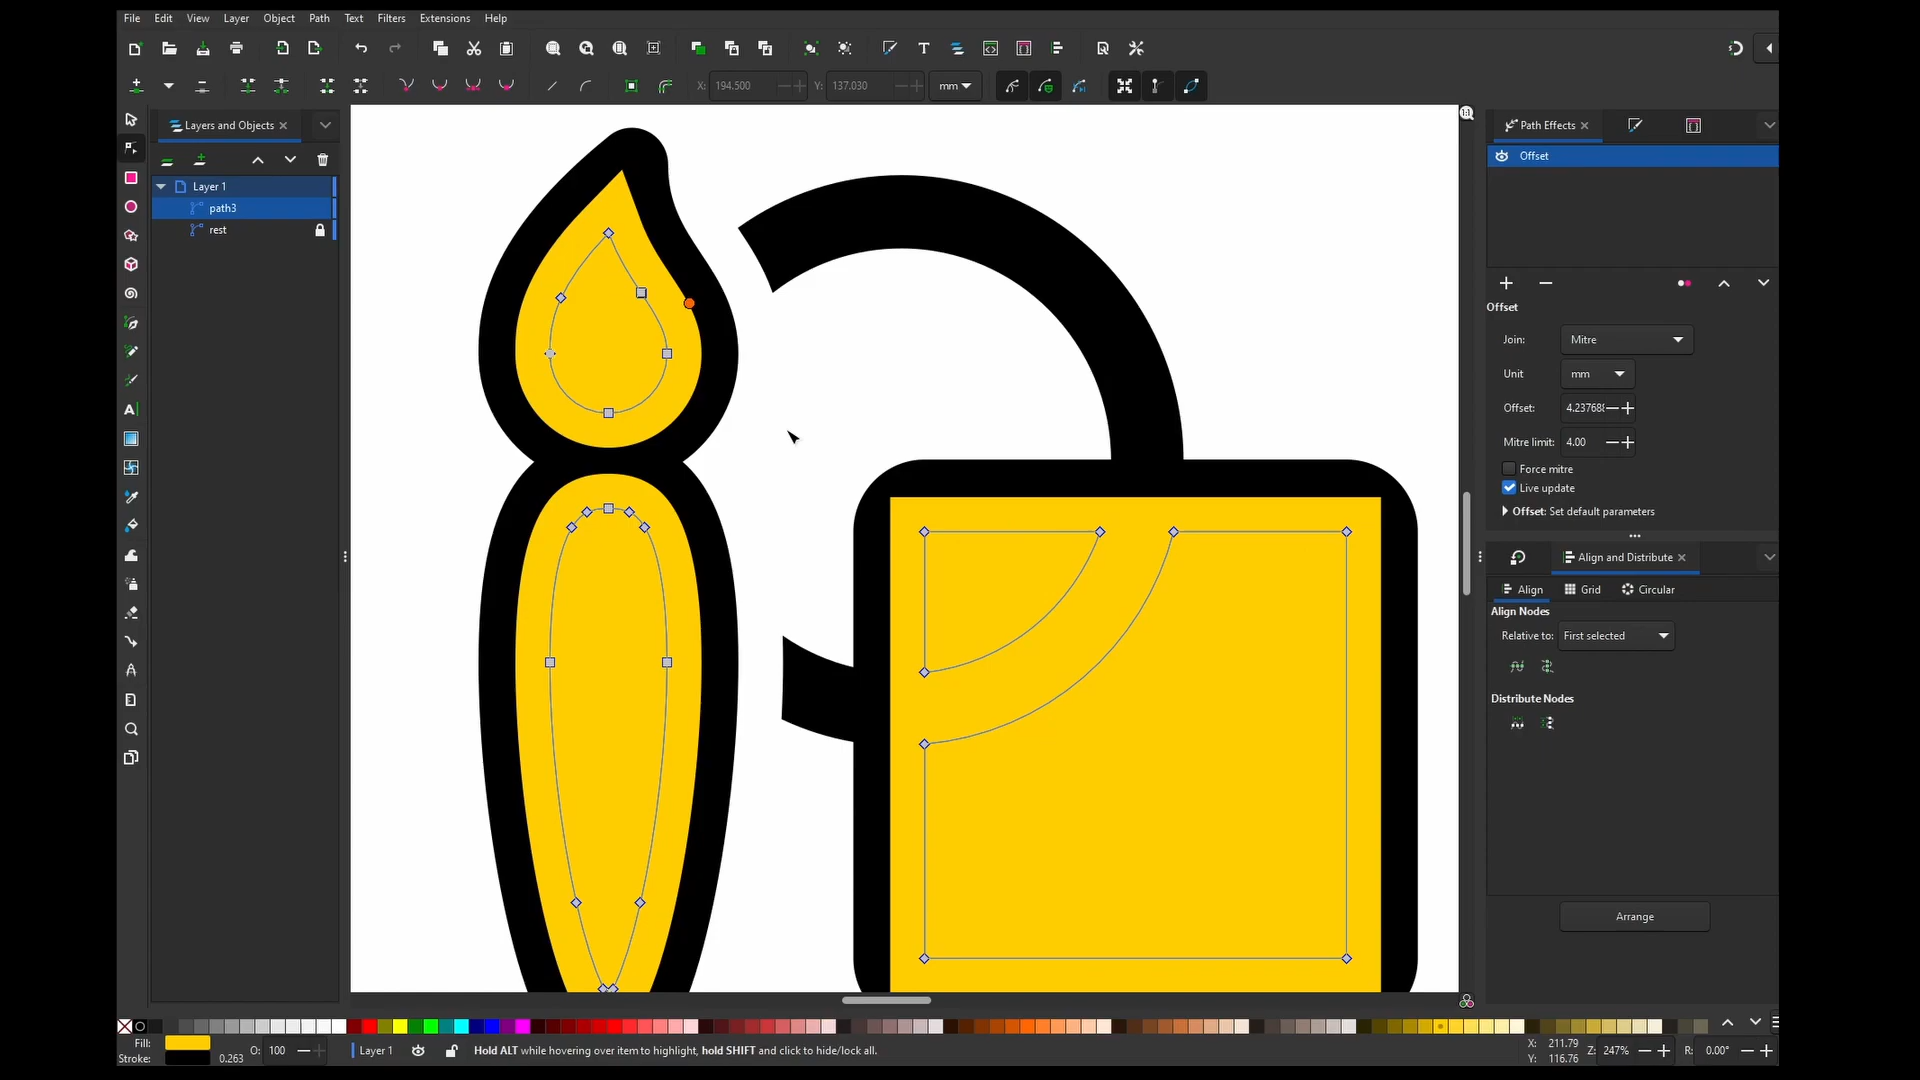 File Edit View Layer Object Path Text Filters Extensions Help
X: 194.500 Y: 137.030 mm
Layers and Objects
Layer 1
path3
rest
Path Effects
Offset
Offset
Join: Mitre
Unit mm
Offset: 4.23768
Mitre limit: 4.00
Force mitre
Live update
Offset: Set default parameters
Align and Distribute
Align Grid Circular
Align Nodes
Relative to: First selected
Distribute Nodes
Arrange
Fill:
Stroke: 0.263 O: 100 Layer 1 Hold ALT while hovering over item to highlight, hold SHIFT and click to hide/lock all.
X: 211.79
Y: 116.76
Z: 247% R: 0.00°